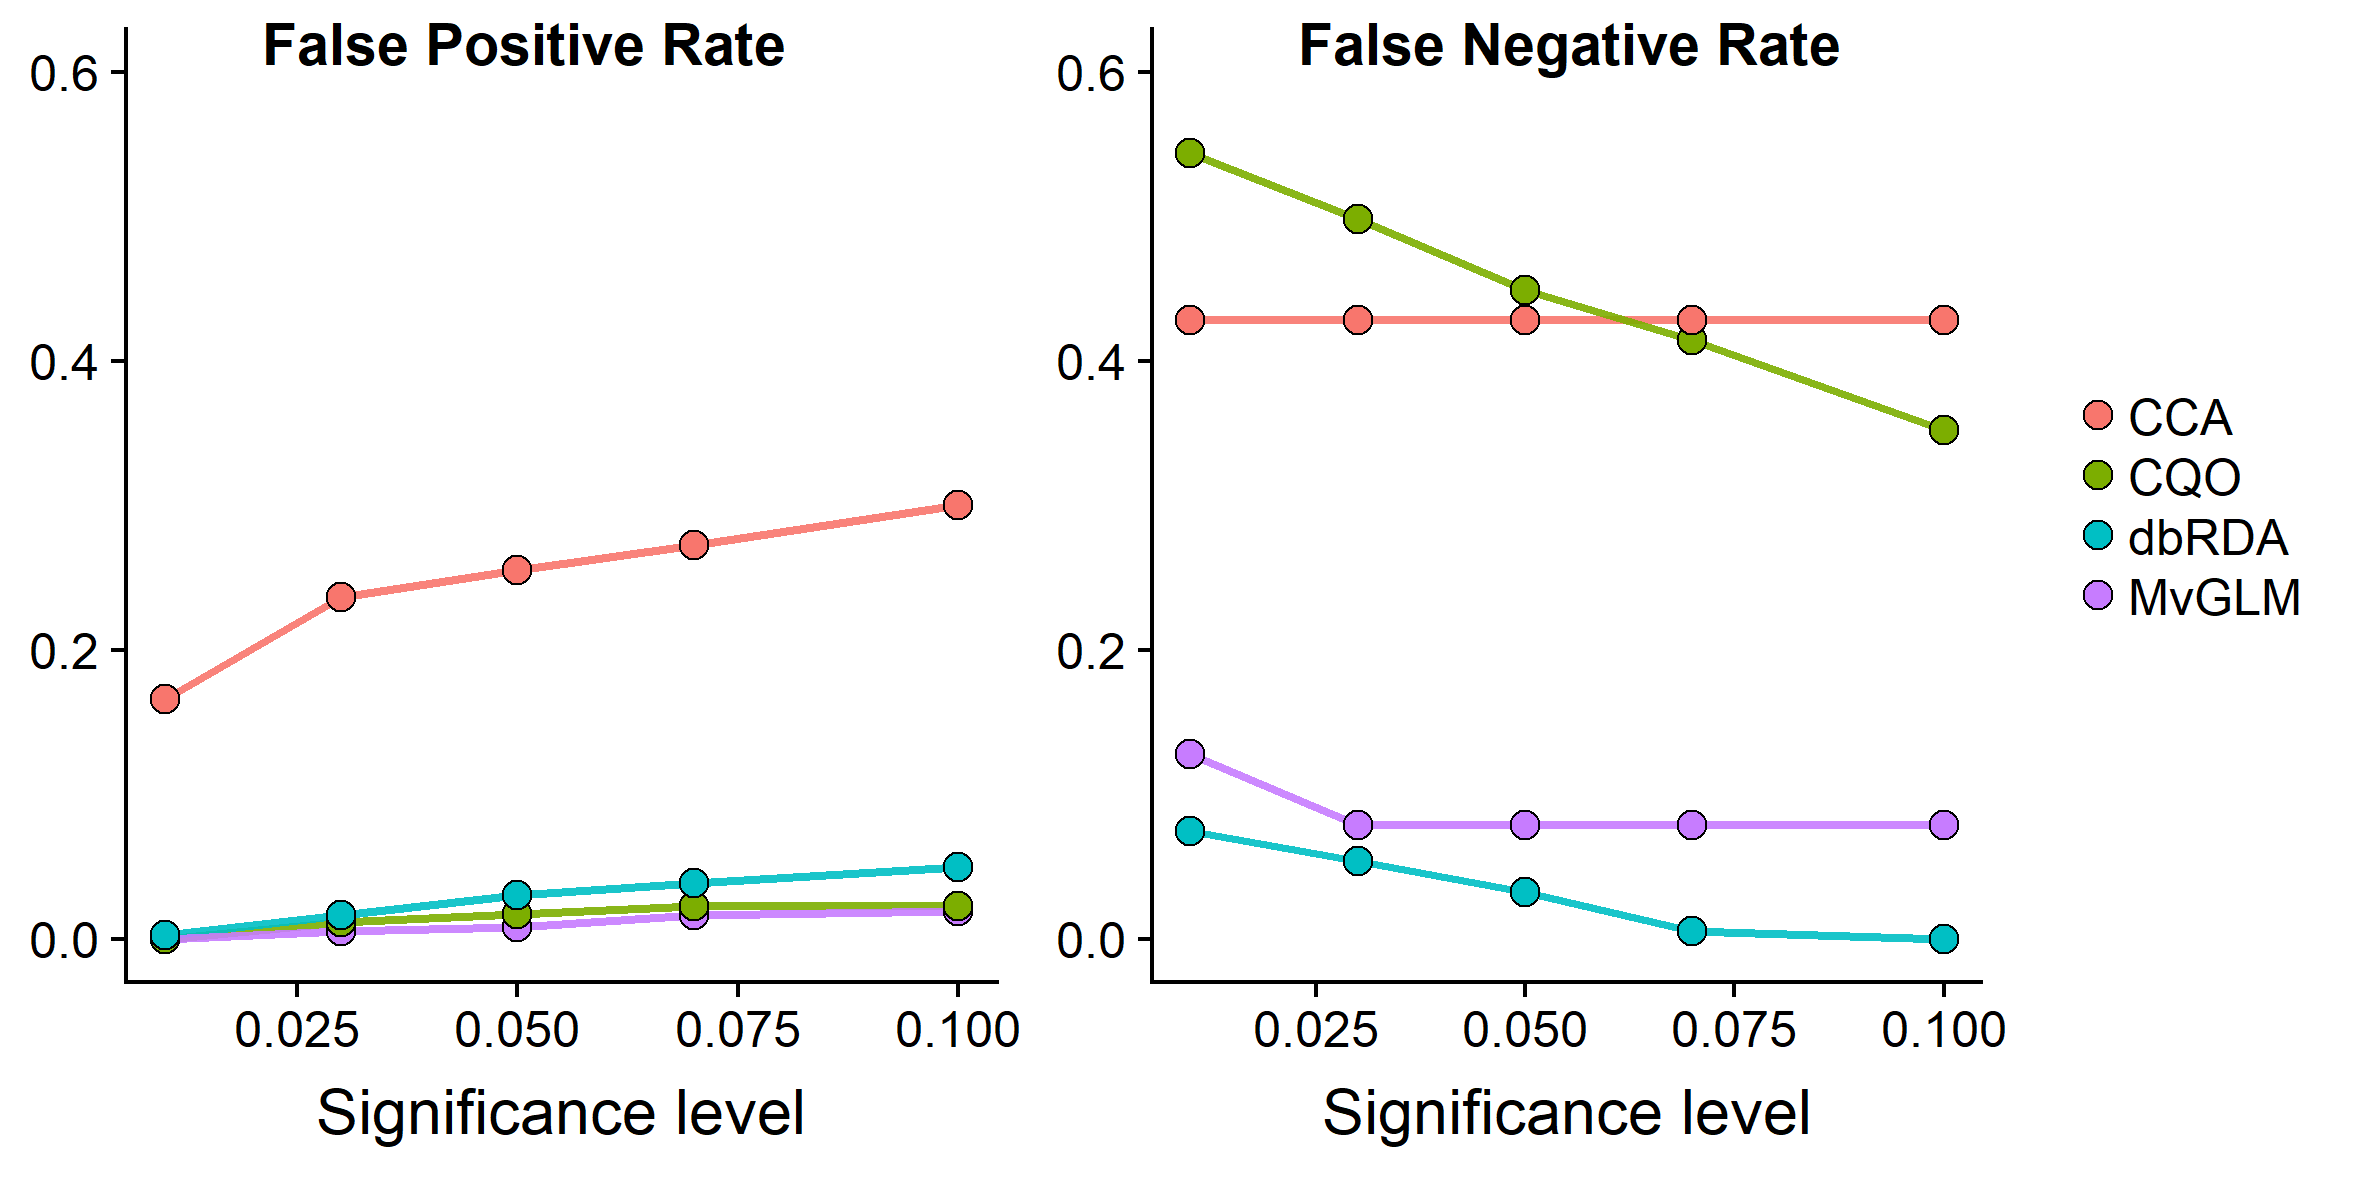 False Positive Rate
0.6
0.4
0.2
0.0
0.025 0.050 0.075 0.100
Significance level
False Negative Rate
0.6
0.4
0.2
0.0
0.025 0.050 0.075 0.100
Significance level
CCA
CQO
dbRDA
MvGLM